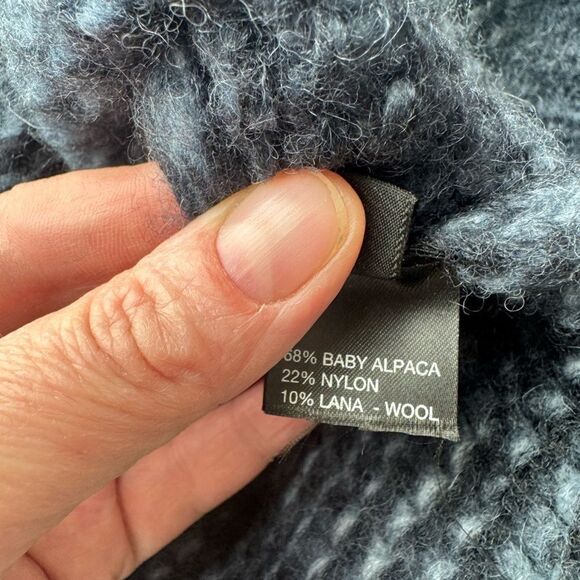 68% BABY ALPACA
22% NYLON
10% LANA - WOOL